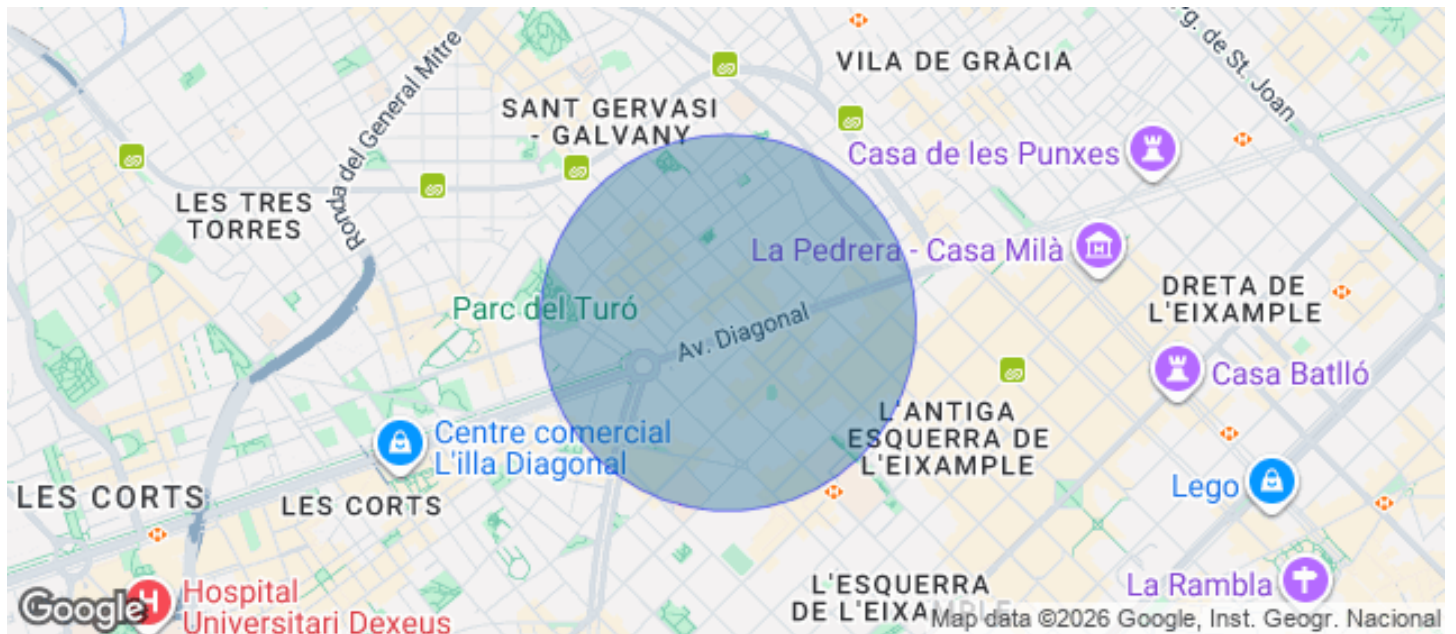 Pg. de St. Joan
VILA DE GRÀCIA
Ronda del General Mitre
SANT GERVASI
- GALVANY
Casa de les Punxes
LES TRES
TORRES
La Pedrera - Casa Milà
DRETA DE
L'EIXAMPLE
Parc del Turó
Av. Diagonal
Casa Batlló
L'ANTIGA
ESQUERRA DE
L'EIXAMPLE
Centre comercial
L'illa Diagonal
LES CORTS
LES CORTS
Lego
L'ESQUERRA
DE L'EIXAMPLE
La Rambla
Hospital
Universitari Dexeus
Google
Map data ©2026 Google, Inst. Geogr. Nacional